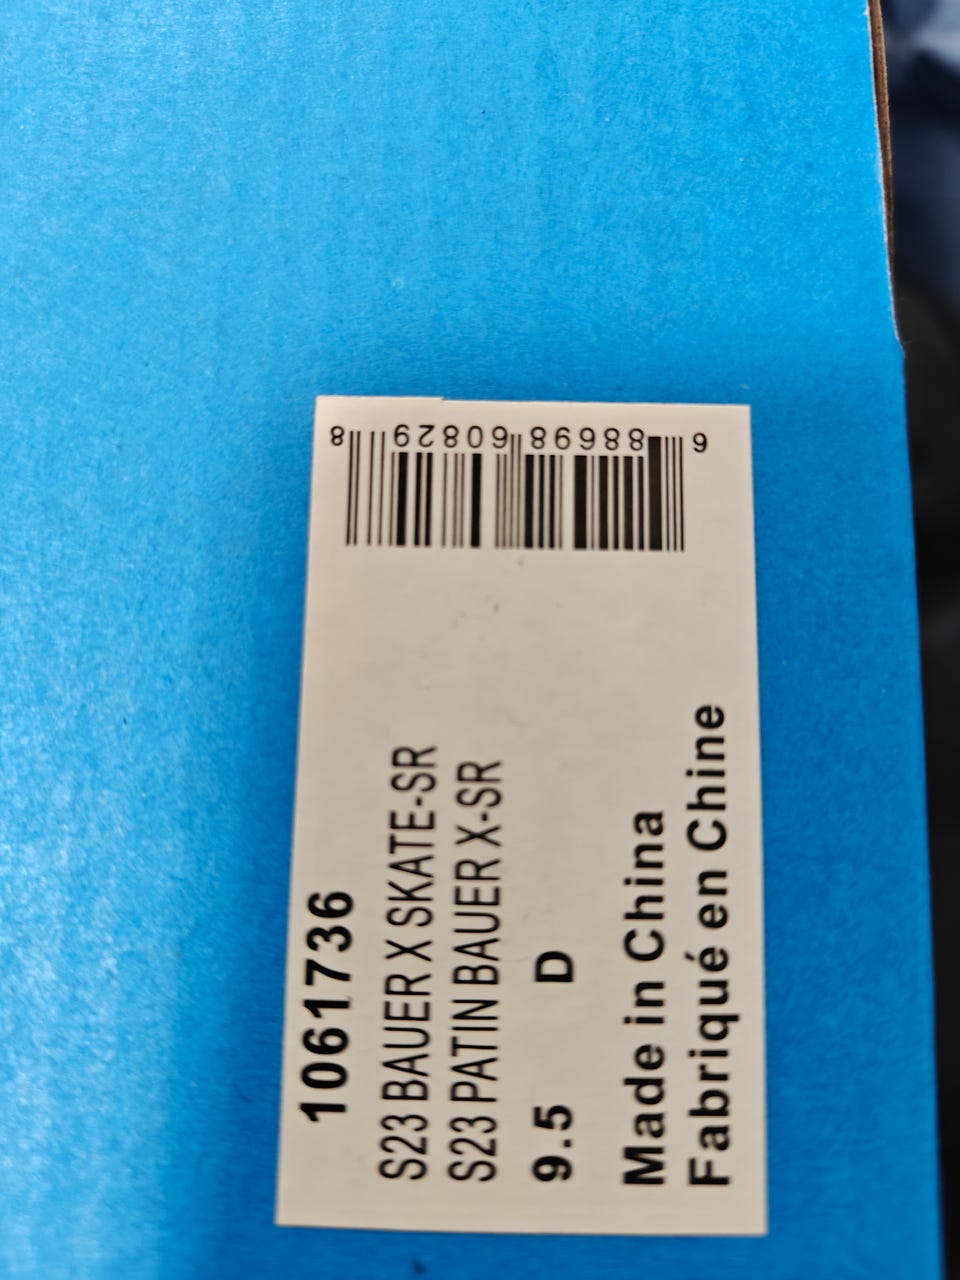 1061736
S23 BAUER X SKATE-SR
S23 PATIN BAUER X-SR
9.5 D
Made in China
Fabriqué en Chine
6 88698 60829 8